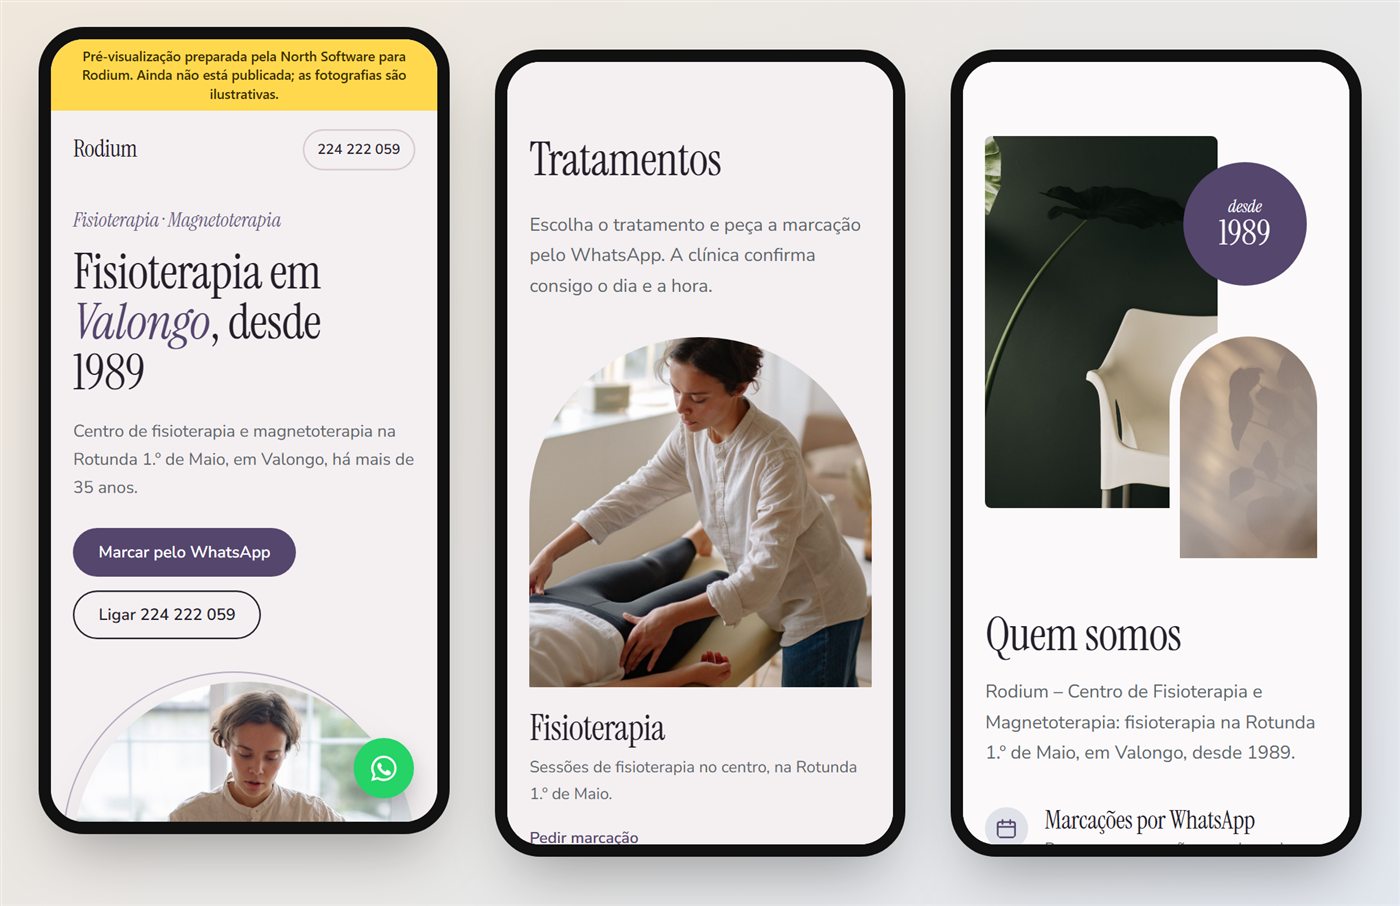 Pré-visualização preparada pela North Software para
Rodium. Ainda não está publicada; as fotografias são
ilustrativas.
Rodium
224 222 059
Fisioterapia · Magnetoterapia
Fisioterapia em
Valongo, desde
1989
Centro de fisioterapia e magnetoterapia na
Rotunda 1.º de Maio, em Valongo, há mais de
35 anos.
Marcar pelo WhatsApp
Ligar 224 222 059
Tratamentos
Escolha o tratamento e peça a marcação
pelo WhatsApp. A clínica confirma
consigo o dia e a hora.
Fisioterapia
Sessões de fisioterapia no centro, na Rotunda
1.º de Maio.
Pedir marcação
desde
1989
Quem somos
Rodium – Centro de Fisioterapia e
Magnetoterapia: fisioterapia na Rotunda
1.º de Maio, em Valongo, desde 1989.
Marcações por WhatsApp